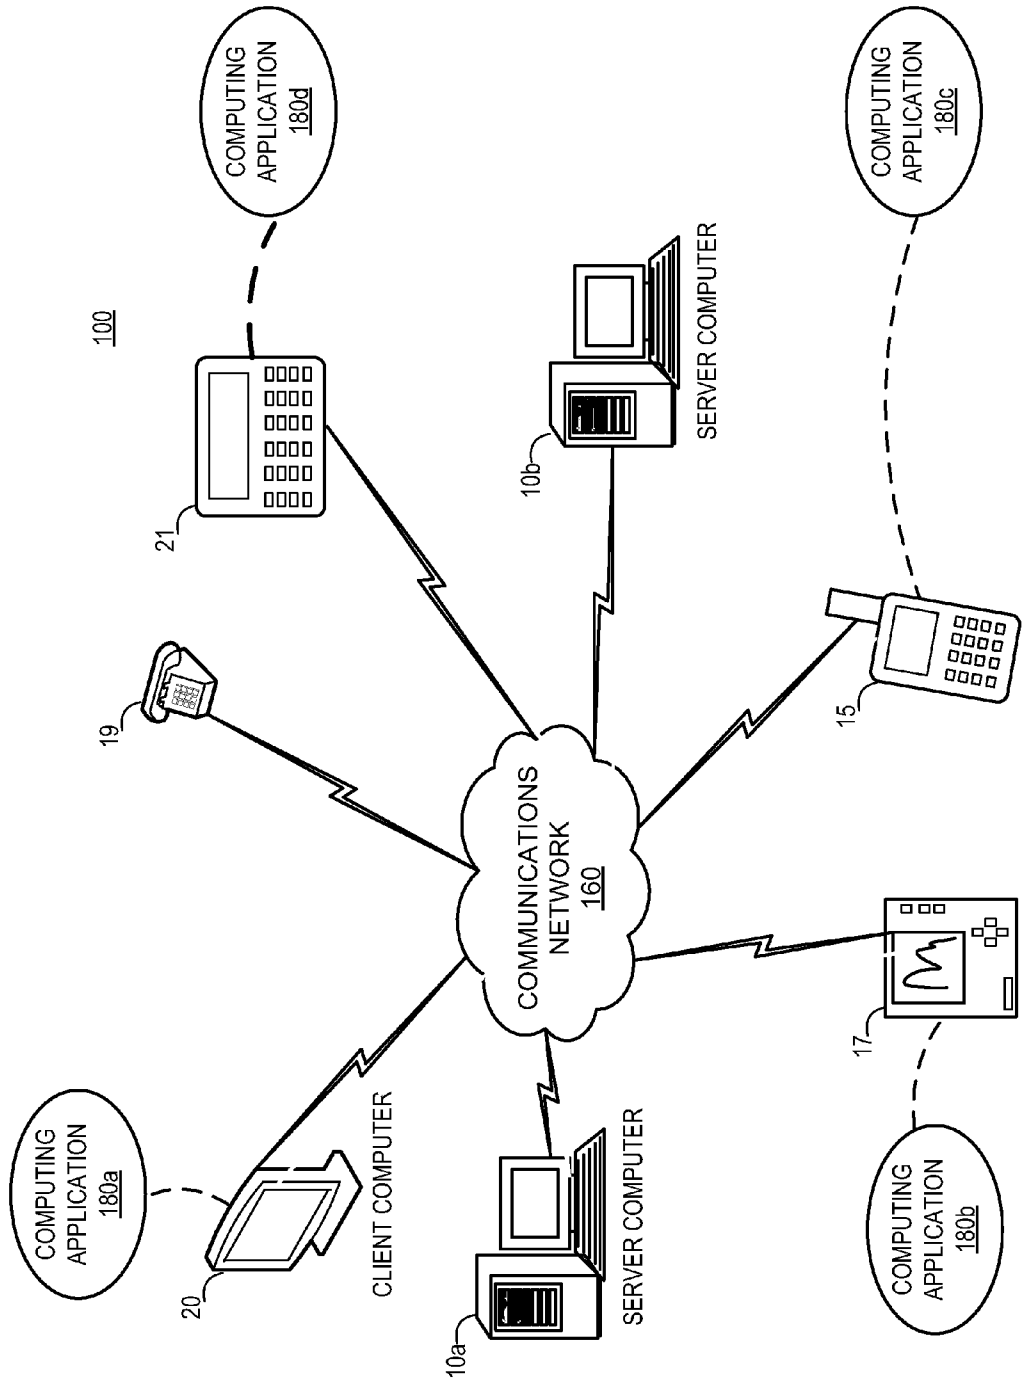 100
COMPUTING
APPLICATION
180a
20
CLIENT COMPUTER
19
21
COMPUTING
APPLICATION
180d
10a
SERVER COMPUTER
COMMUNICATIONS
NETWORK
160
10b
SERVER COMPUTER
COMPUTING
APPLICATION
180b
17
15
COMPUTING
APPLICATION
180c